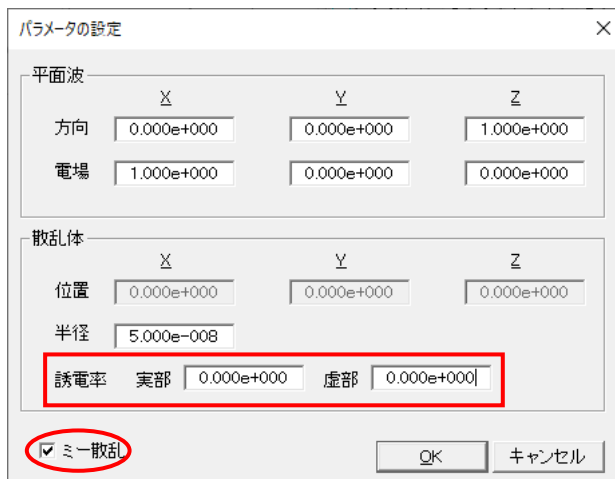 パラメータの設定
平面波
X Y Z
方向 0.000e+000 0.000e+000 1.000e+000
電場 1.000e+000 0.000e+000 0.000e+000
散乱体
X Y Z
位置 0.000e+000 0.000e+000 0.000e+000
半径 5.000e-008
誘電率 実部 0.000e+000 虚部 0.000e+000
ミー散乱 OK キャンセル